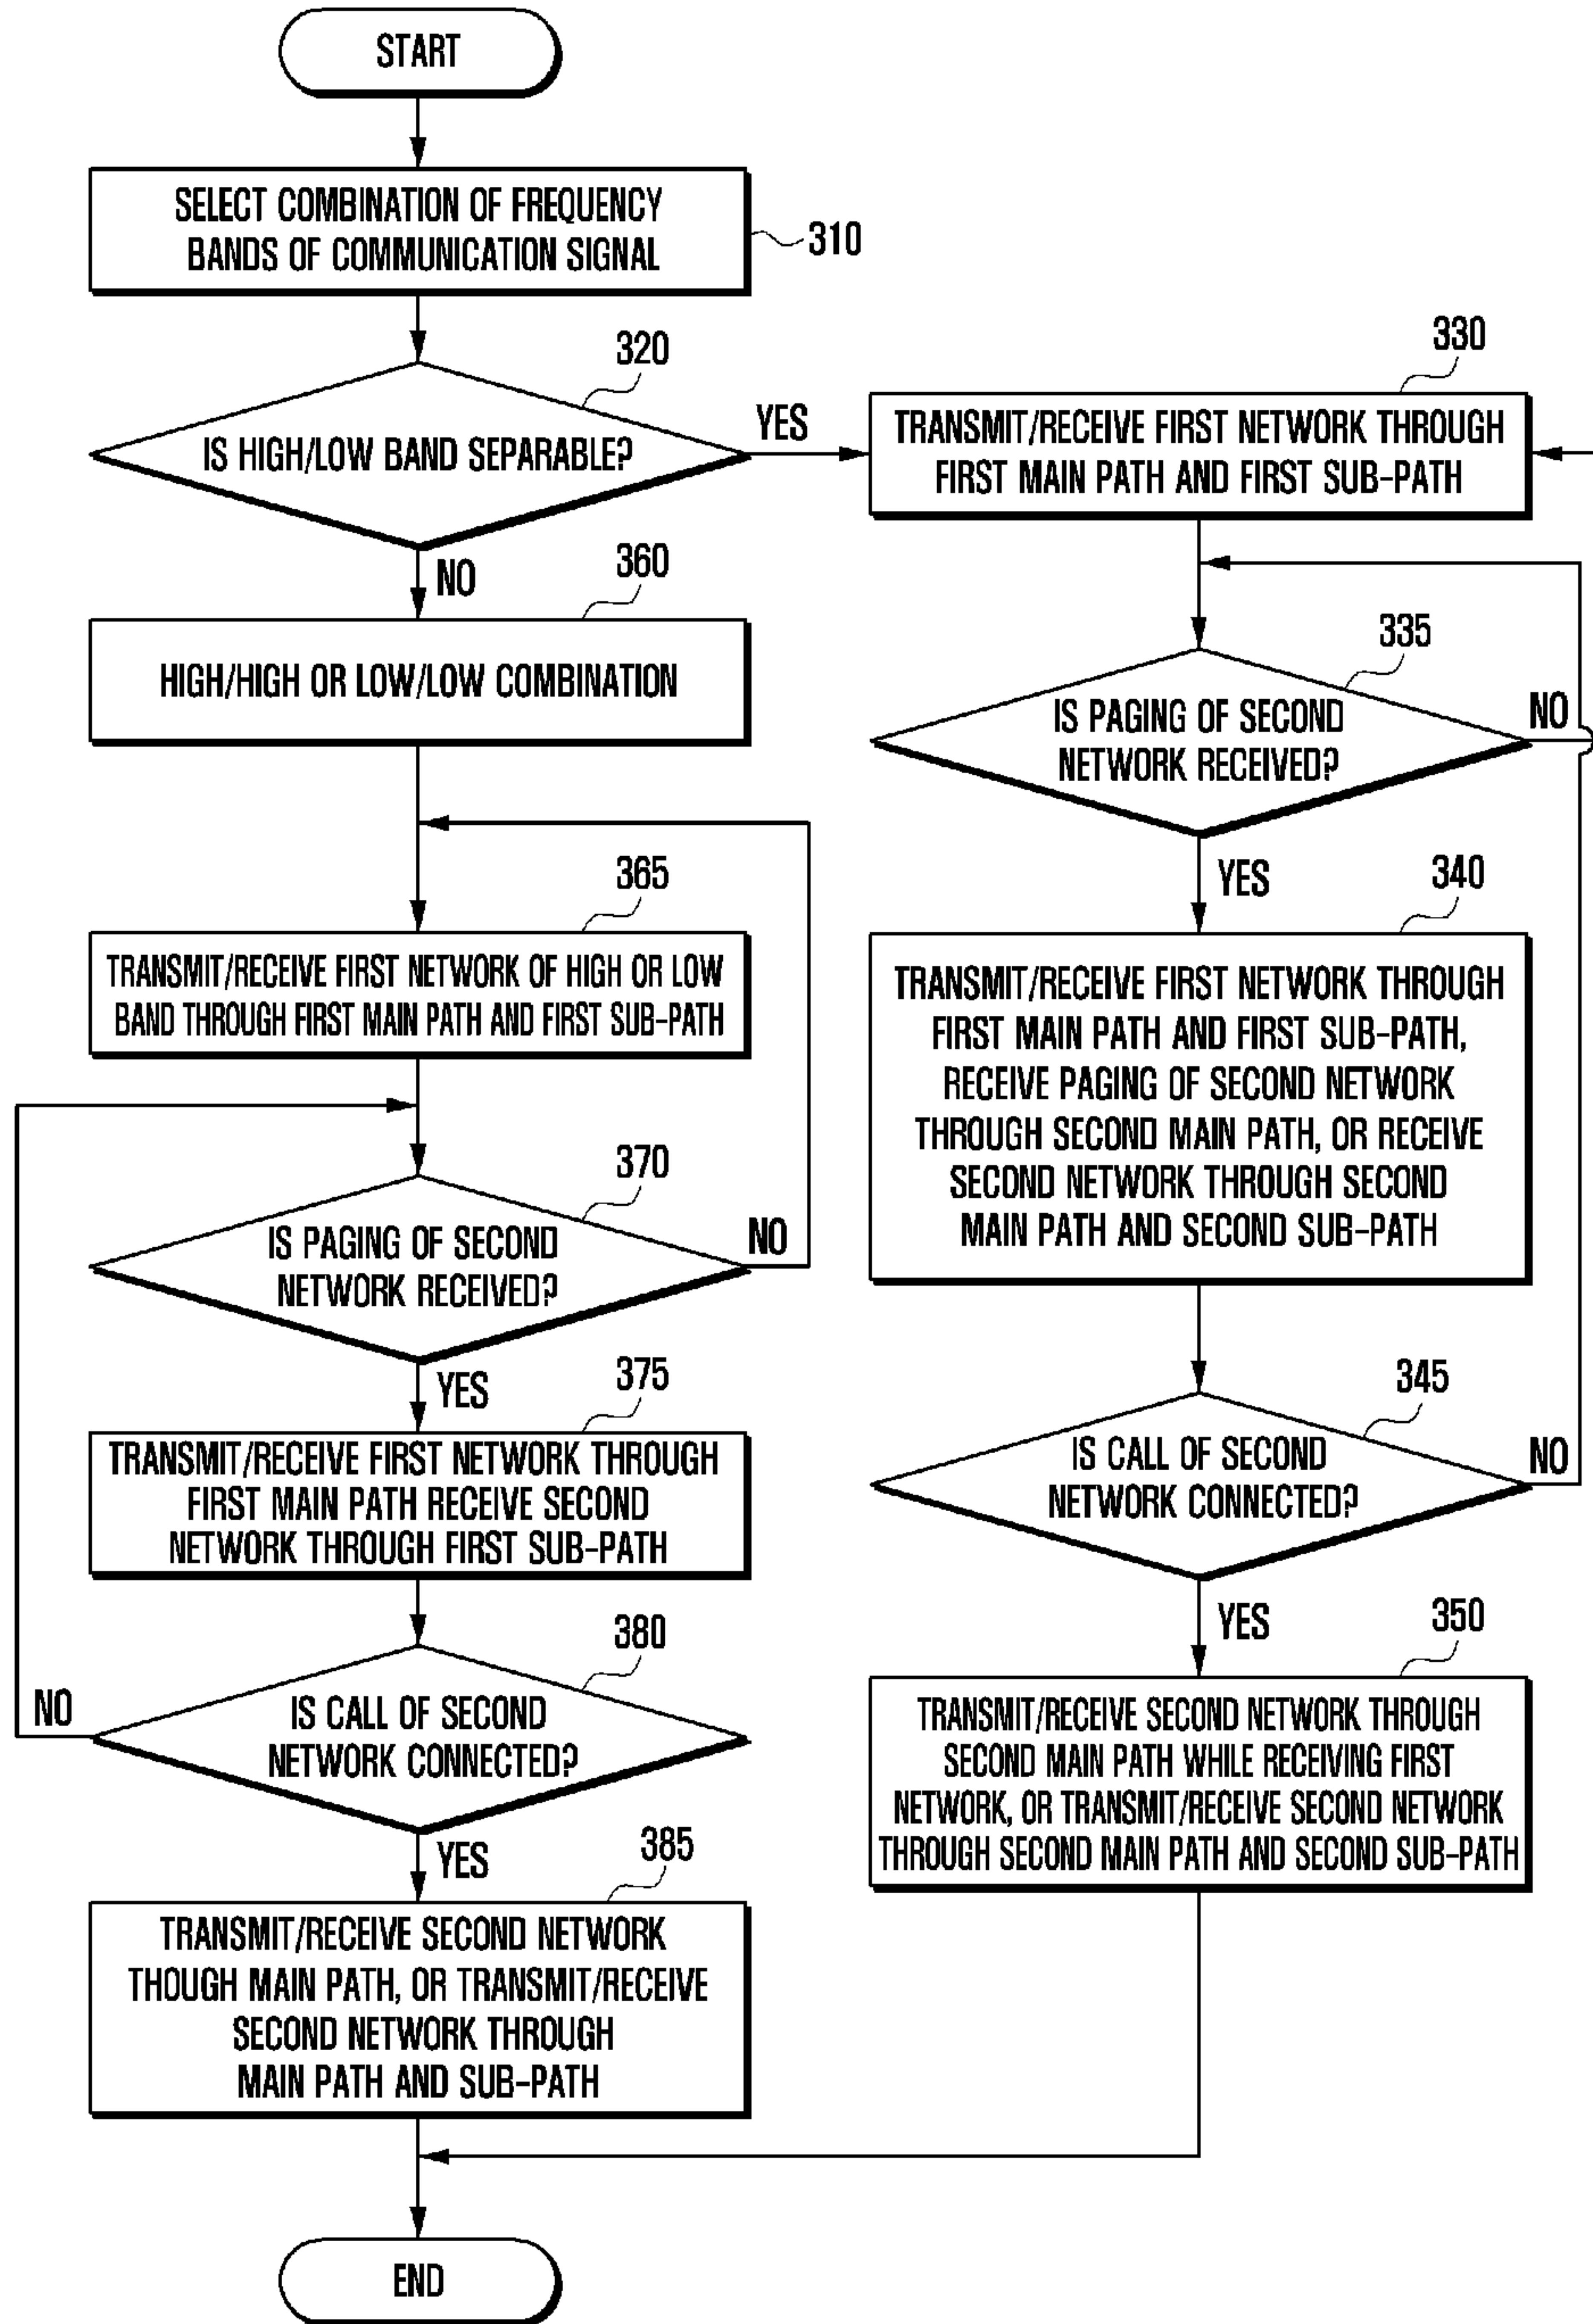 START
SELECT COMBINATION OF FREQUENCY
BANDS OF COMMUNICATION SIGNAL
310
320
IS HIGH/LOW BAND SEPARABLE?
YES
NO
360
HIGH/HIGH OR LOW/LOW COMBINATION
365
TRANSMIT/RECEIVE FIRST NETWORK OF HIGH OR LOW
BAND THROUGH FIRST MAIN PATH AND FIRST SUB-PATH
370
IS PAGING OF SECOND
NETWORK RECEIVED?
NO
YES
375
TRANSMIT/RECEIVE FIRST NETWORK THROUGH
FIRST MAIN PATH RECEIVE SECOND
NETWORK THROUGH FIRST SUB-PATH
380
IS CALL OF SECOND
NETWORK CONNECTED?
NO
YES
385
TRANSMIT/RECEIVE SECOND NETWORK
THOUGH MAIN PATH, OR TRANSMIT/RECEIVE
SECOND NETWORK THROUGH
MAIN PATH AND SUB-PATH
END
330
TRANSMIT/RECEIVE FIRST NETWORK THROUGH
FIRST MAIN PATH AND FIRST SUB-PATH
335
IS PAGING OF SECOND
NETWORK RECEIVED?
NO
YES
340
TRANSMIT/RECEIVE FIRST NETWORK THROUGH
FIRST MAIN PATH AND FIRST SUB-PATH,
RECEIVE PAGING OF SECOND NETWORK
THROUGH SECOND MAIN PATH, OR RECEIVE
SECOND NETWORK THROUGH SECOND
MAIN PATH AND SECOND SUB-PATH
345
IS CALL OF SECOND
NETWORK CONNECTED?
NO
YES
350
TRANSMIT/RECEIVE SECOND NETWORK THROUGH
SECOND MAIN PATH WHILE RECEIVING FIRST
NETWORK, OR TRANSMIT/RECEIVE SECOND NETWORK
THROUGH SECOND MAIN PATH AND SECOND SUB-PATH